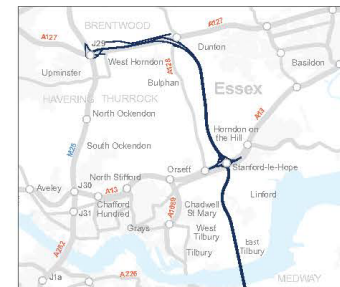 BRENTWOOD
A127
J29
A127
Dunton
West Horndon
Upminster
A128
Basildon
Bulphan
Essex
HAVERING THURROCK
A13
North Ockendon
M25
Horndon on
the Hill
South Ockendon
Orsett
Stanford-le-Hope
North Stifford
Aveley
J30
A13
Linford
Chafford
Hundred
A1089
Chadwell
St Mary
J31
Grays
West
Tilbury
East
Tilbury
A282
Tilbury
J1a
A226
MEDWAY